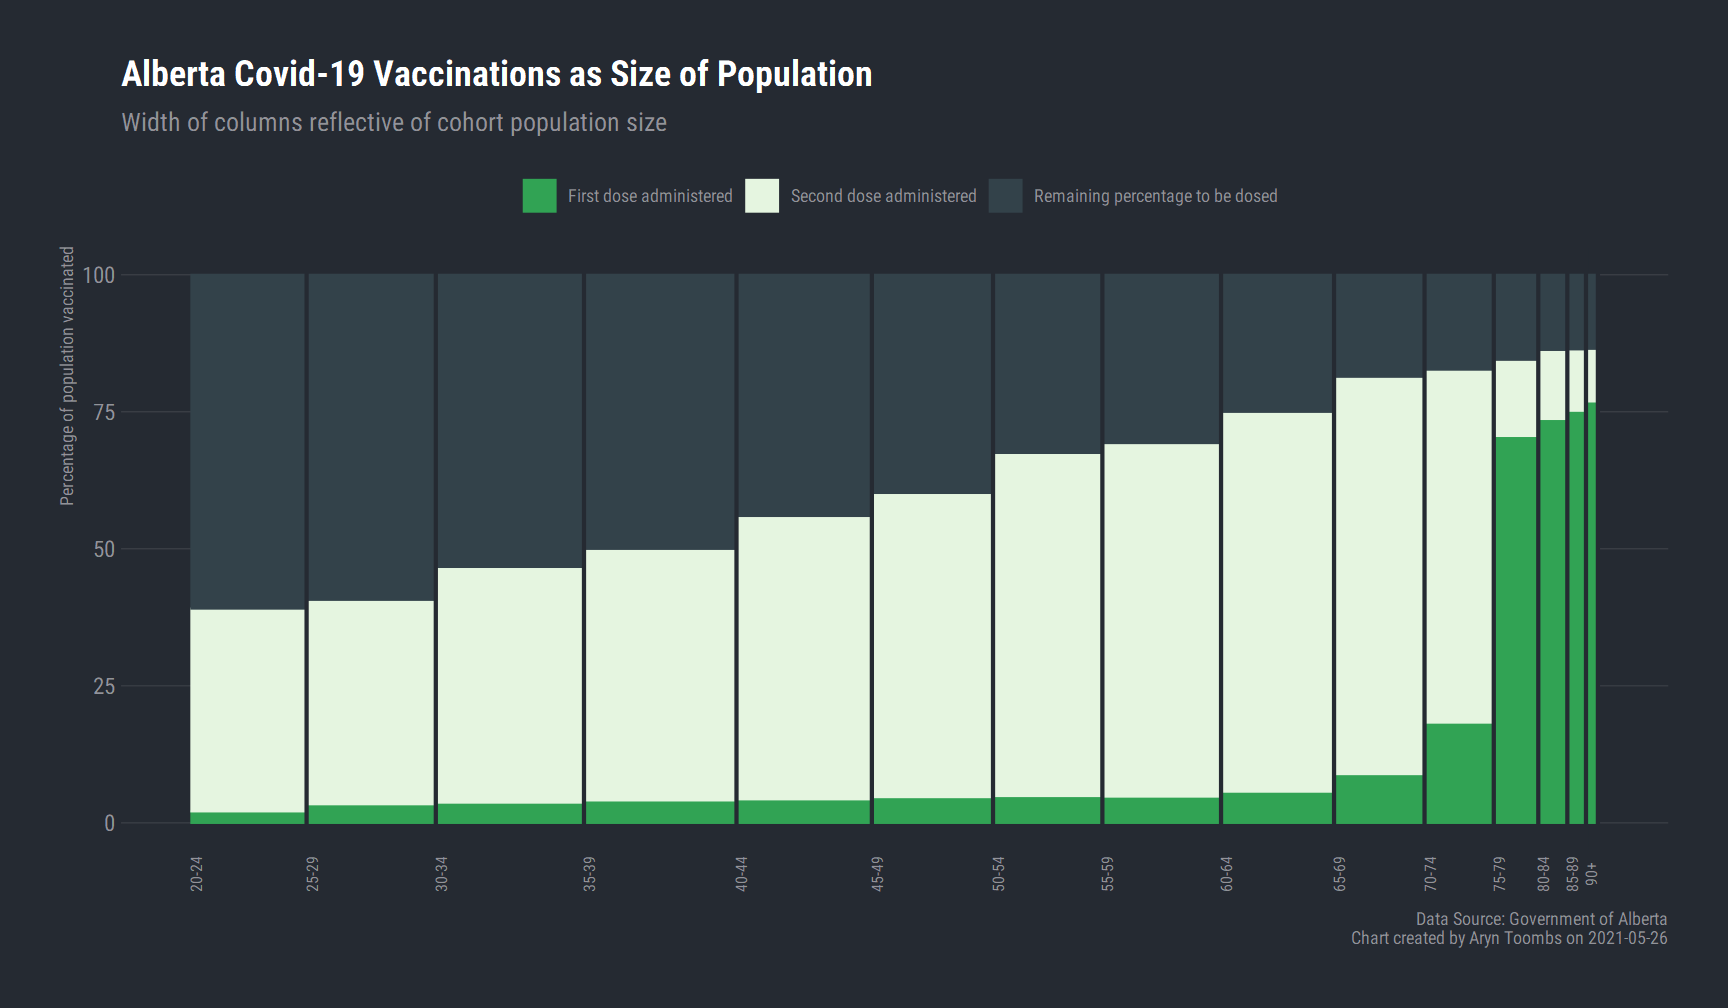 Alberta Covid-19 Vaccinations as Size of Population
Width of columns reflective of cohort population size
First dose administered
Second dose administered
Remaining percentage to be dosed
Percentage of population vaccinated
100
75
50
25
0
20-24
25-29
30-34
35-39
40-44
45-49
50-54
55-59
60-64
65-69
70-74
75-79
80-84
85-89
90+
Data Source: Government of Alberta
Chart created by Aryn Toombs on 2021-05-26